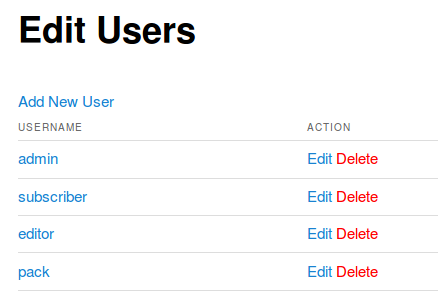 Edit Users
Add New User
USERNAME ACTION
admin Edit Delete
subscriber Edit Delete
editor Edit Delete
pack Edit Delete